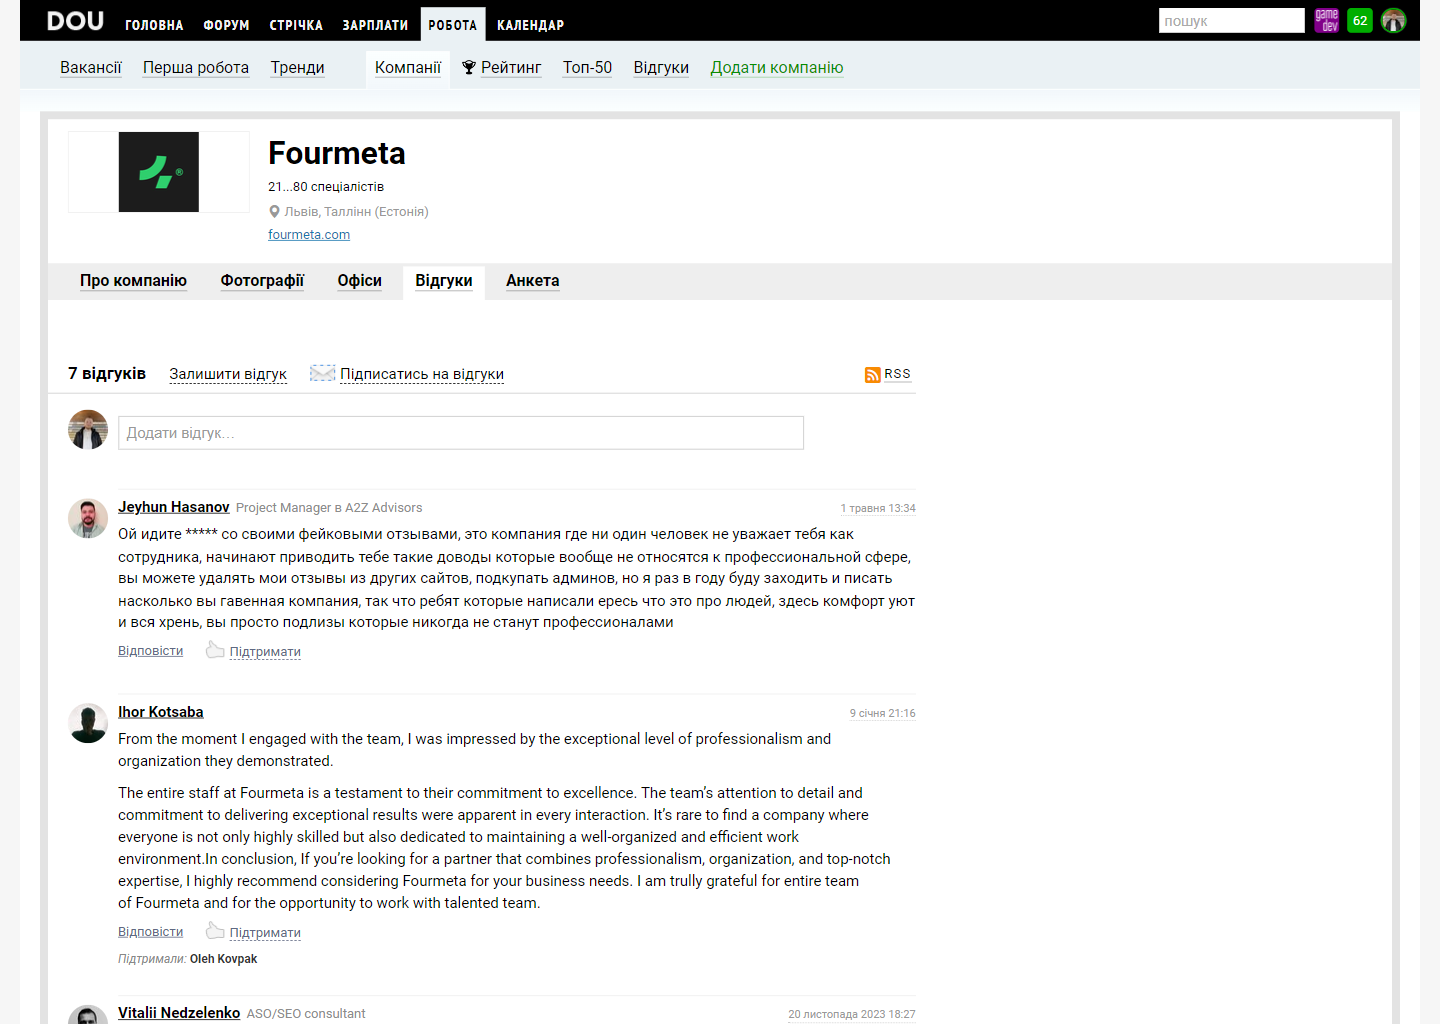 DOU ГОЛОВНА ФОРУМ СТРІЧКА ЗАРПЛАТИ РОБОТА КАЛЕНДАР пошук game dev 62
Вакансії Перша робота Тренди Компанії Рейтинг Топ-50 Відгуки Додати компанію
Fourmeta
21...80 спеціалістів
Львів, Таллінн (Естонія)
fourmeta.com
Про компанію Фотографії Офіси Відгуки Анкета
7 відгуків Залишити відгук Підписатись на відгуки RSS
Додати відгук...
Jeyhun Hasanov Project Manager в A2Z Advisors 1 травня 13:34
Ой идите ***** со своими фейковыми отзывами, это компания где ни один человек не уважает тебя как
сотрудника, начинают приводить тебе такие доводы которые вообще не относятся к профессиональной сфере,
вы можете удалять мои отзывы из других сайтов, подкупать админов, но я раз в году буду заходить и писать
насколько вы гавенная компания, так что ребят которые написали ересь что это про людей, здесь комфорт уют
и вся хрень, вы просто подлизы которые никогда не станут профессионалами
Відповісти Підтримати
Ihor Kotsaba 9 січня 21:16
From the moment I engaged with the team, I was impressed by the exceptional level of professionalism and
organization they demonstrated.
The entire staff at Fourmeta is a testament to their commitment to excellence. The team's attention to detail and
commitment to delivering exceptional results were apparent in every interaction. It's rare to find a company where
everyone is not only highly skilled but also dedicated to maintaining a well-organized and efficient work
environment.In conclusion, If you're looking for a partner that combines professionalism, organization, and top-notch
expertise, I highly recommend considering Fourmeta for your business needs. I am trully grateful for entire team
of Fourmeta and for the opportunity to work with talented team.
Відповісти Підтримати
Підтримали: Oleh Kovpak
Vitalii Nedzelenko ASO/SEO consultant 20 листопада 2023 18:27